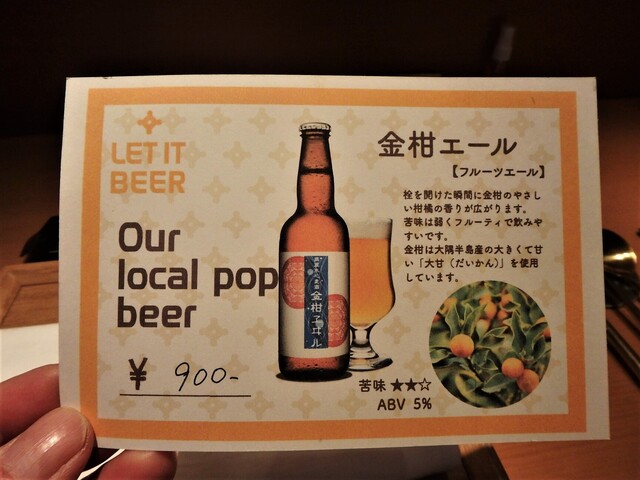 LET IT
BEER
Our
local pop
beer
¥ 900-
金柑エール
【フルーツエール】
栓を開けた瞬間に金柑のやさし
い柑橘の香りが広がります。
苦味は弱くフルーティで飲みや
すいです。
金柑は大隅半島産の大きくて甘
い「大甘（だいかん）」を使用
しています。
金柑ヱール
苦味 ★★☆
ABV 5%